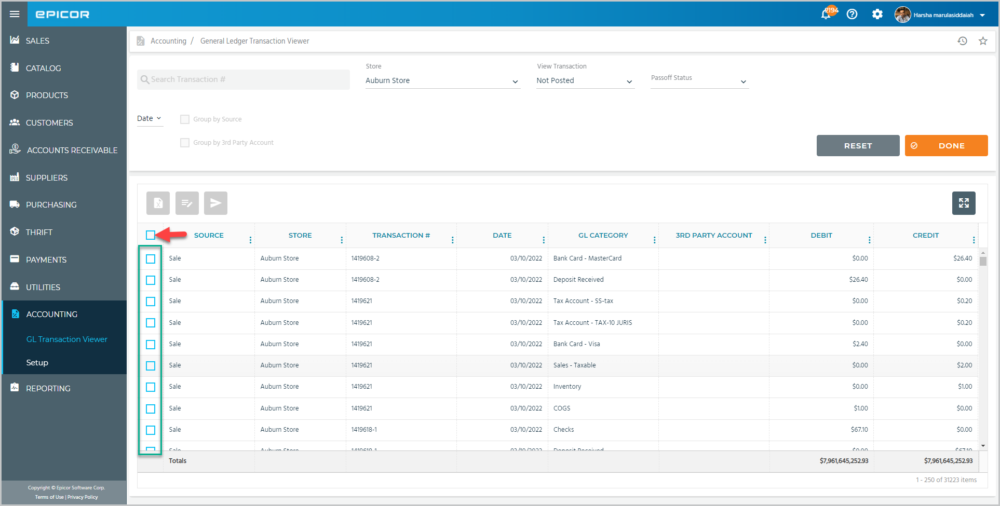 EPICOR
2194
Harsha marulasiddaiah
SALES
CATALOG
PRODUCTS
CUSTOMERS
ACCOUNTS RECEIVABLE
SUPPLIERS
PURCHASING
THRIFT
PAYMENTS
UTILITIES
ACCOUNTING
GL Transaction Viewer
Setup
REPORTING
Copyright © Epicor Software Corp.
Terms of Use | Privacy Policy
Accounting / General Ledger Transaction Viewer
Search Transaction #
Store
Auburn Store
View Transaction
Not Posted
Passoff Status
Date
Group by Source
Group by 3rd Party Account
RESET
DONE
SOURCE STORE TRANSACTION # DATE GL CATEGORY 3RD PARTY ACCOUNT DEBIT CREDIT
Sale Auburn Store 1419608-2 03/10/2022 Bank Card - MasterCard $0.00 $26.40
Sale Auburn Store 1419608-2 03/10/2022 Deposit Received $26.40 $0.00
Sale Auburn Store 1419621 03/10/2022 Tax Account - SS-tax $0.00 $0.20
Sale Auburn Store 1419621 03/10/2022 Tax Account - TAX-10 JURIS $0.00 $0.20
Sale Auburn Store 1419621 03/10/2022 Bank Card - Visa $2.40 $0.00
Sale Auburn Store 1419621 03/10/2022 Sales - Taxable $0.00 $2.00
Sale Auburn Store 1419621 03/10/2022 Inventory $0.00 $1.00
Sale Auburn Store 1419621 03/10/2022 COGS $1.00 $0.00
Sale Auburn Store 1419618-1 03/10/2022 Checks $67.10 $0.00
Sale Auburn Store 1419618-1 03/10/2022 Deposit Received $0.00 $67.10
Totals $7,961,645,252.93 $7,961,645,252.93
1 - 250 of 31223 items